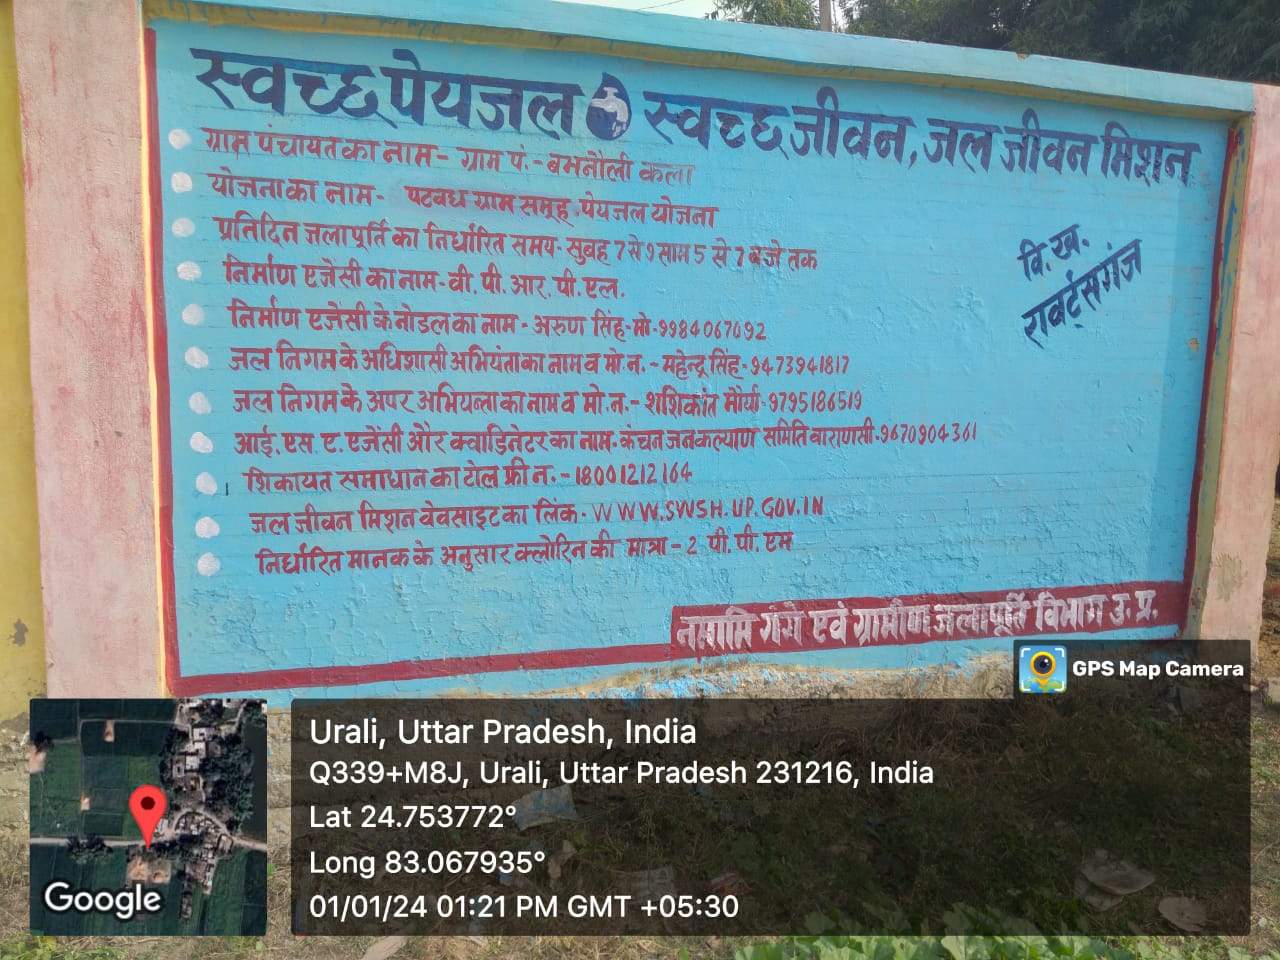 स्वच्छ पेयजल स्वच्छ जीवन, जल जीवन मिशन
ग्राम पंचायत का नाम - ग्राम पं. - बभनौली कला
योजना का नाम - पटवध ग्राम समूह पेयजल योजना
प्रतिदिन जलापूर्ति का निर्धारित समय - सुबह 7 से 9 साम 5 से 7 बजे तक
निर्माण एजेंसी का नाम - वी. पी. आर. पी. एल.
निर्माण एजेंसी के नोडल का नाम - अरुण सिंह - मो - 9984067092
जल निगम के अधिशासी अभियंता का नाम व मो. न. - महेन्द्र सिंह - 9473941817
जल निगम के अपर अभियन्ता का नाम व मो. न. - शशिकांत मौर्या - 9795186519
आई. एस ए. एजेंसी और क्वाडिनेटर का नाम - कंचन जनकल्याण समिति वाराणसी - 9670904361
शिकायत समाधान का टोल फ्री न. - 18001212164
जल जीवन मिशन वेवसाइट का लिंक - WWW.SWSH.UP.GOV.IN
निर्धारित मानक के अनुसार क्लोरिन की मात्रा - 2 पी. पी. एम
वि. ख.
रावर्ट्सगंज
नमामि गंगे एवं ग्रामीण जलापूर्ति विभाग उ. प्र.
GPS Map Camera
Urali, Uttar Pradesh, India
Q339+M8J, Urali, Uttar Pradesh 231216, India
Lat 24.753772°
Long 83.067935°
01/01/24 01:21 PM GMT +05:30
Google